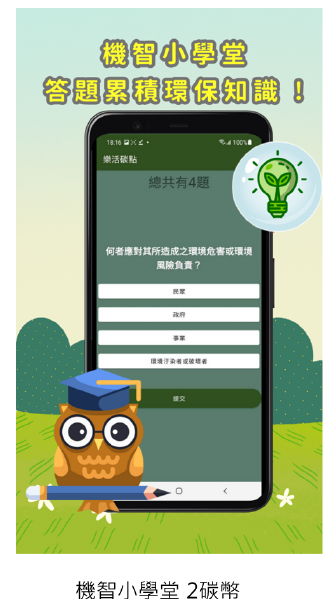 機智小學堂
答題累積環保知識！
18:16
100%
樂活碳點
總共有4題
何者應對其所造成之環境危害或環境
風險負責？
民眾
政府
事業
環境汙染者或破壞者
提交
機智小學堂 2碳幣